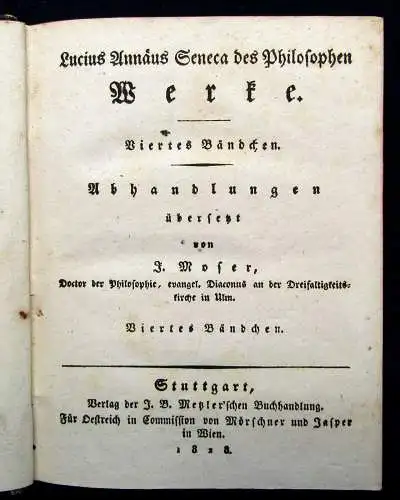 Lucius Annäus Seneca des Philosophen
Werke.
Viertes Bändchen.
Abhandlungen
übersetzt
von
J. Moser,
Doctor der Philosophie, evangel. Diaconus an der Dreifaltigkeits-
kirche in Ulm.
Viertes Bändchen.
Stuttgart,
Verlag der J. B. Metzler'schen Buchhandlung.
Für Oestreich in Commission von Mörschner und Jasper
in Wien.
1828.